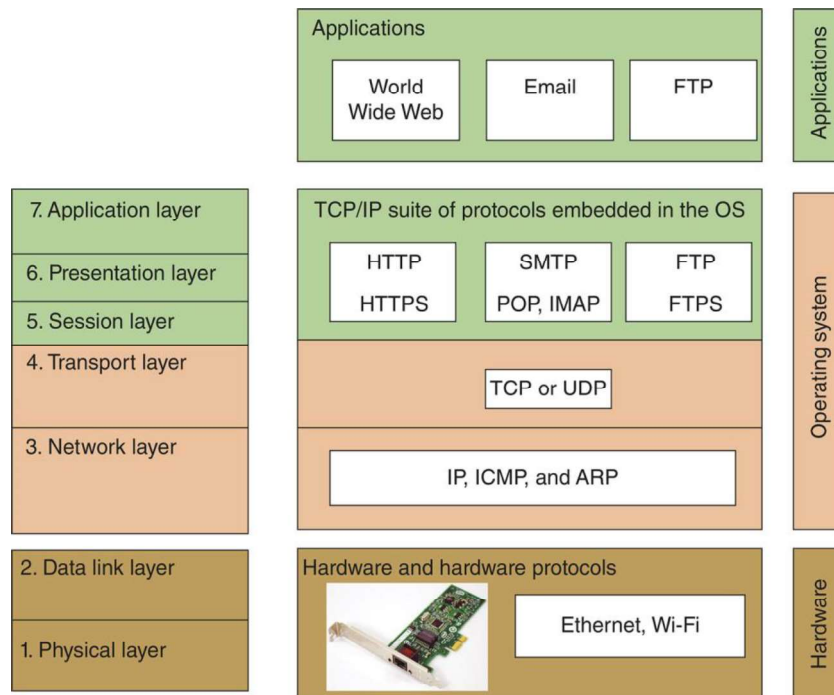 Applications
World
Wide Web
Email
FTP
Applications
7. Application layer
6. Presentation layer
5. Session layer
4. Transport layer
3. Network layer
TCP/IP suite of protocols embedded in the OS
HTTP
HTTPS
SMTP
POP, IMAP
FTP
FTPS
TCP or UDP
IP, ICMP, and ARP
Operating system
2. Data link layer
1. Physical layer
Hardware and hardware protocols
Ethernet, Wi-Fi
Hardware